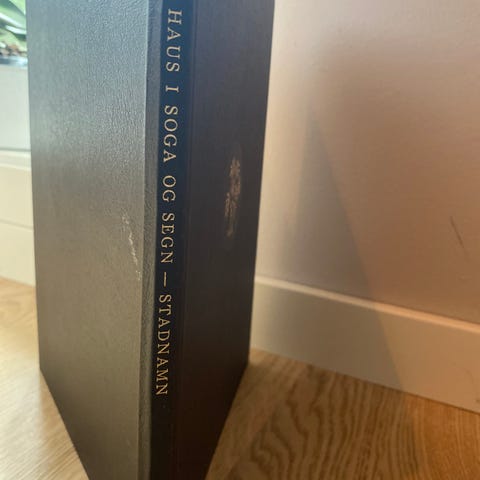 HAUS I SOGA OG SEGN — STADNAMN